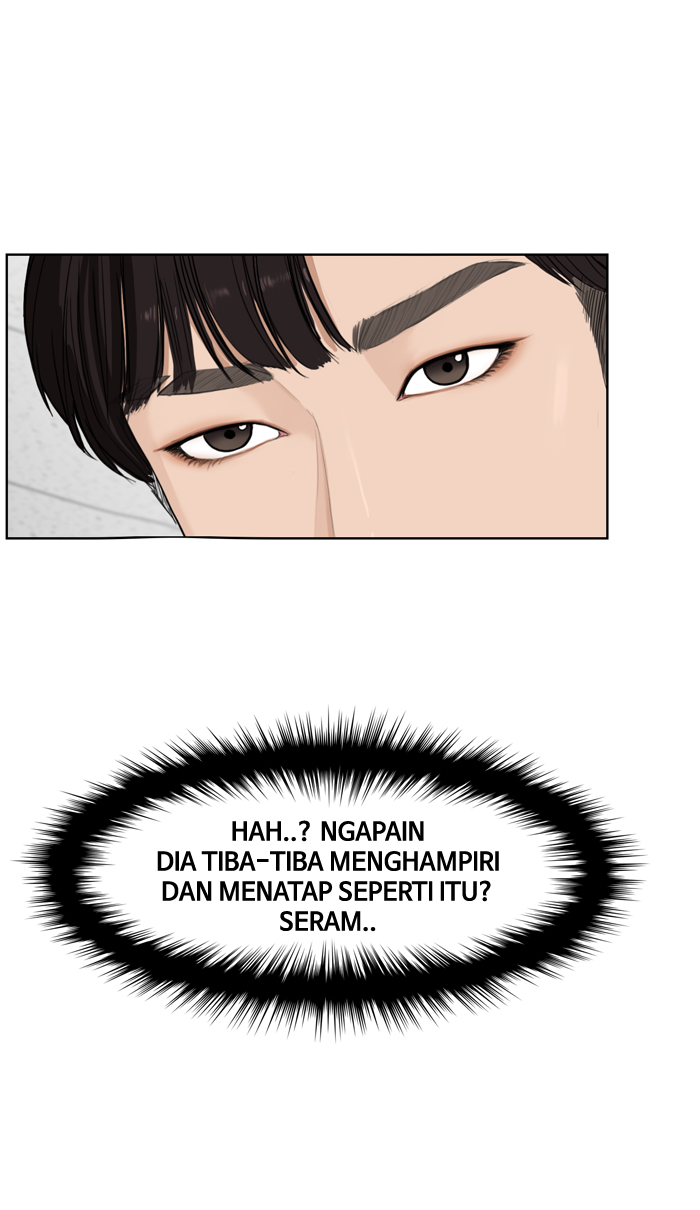 HAH..? NGAPAIN
DIA TIBA-TIBA MENGHAMPIRI
DAN MENATAP SEPERTI ITU?
SERAM..